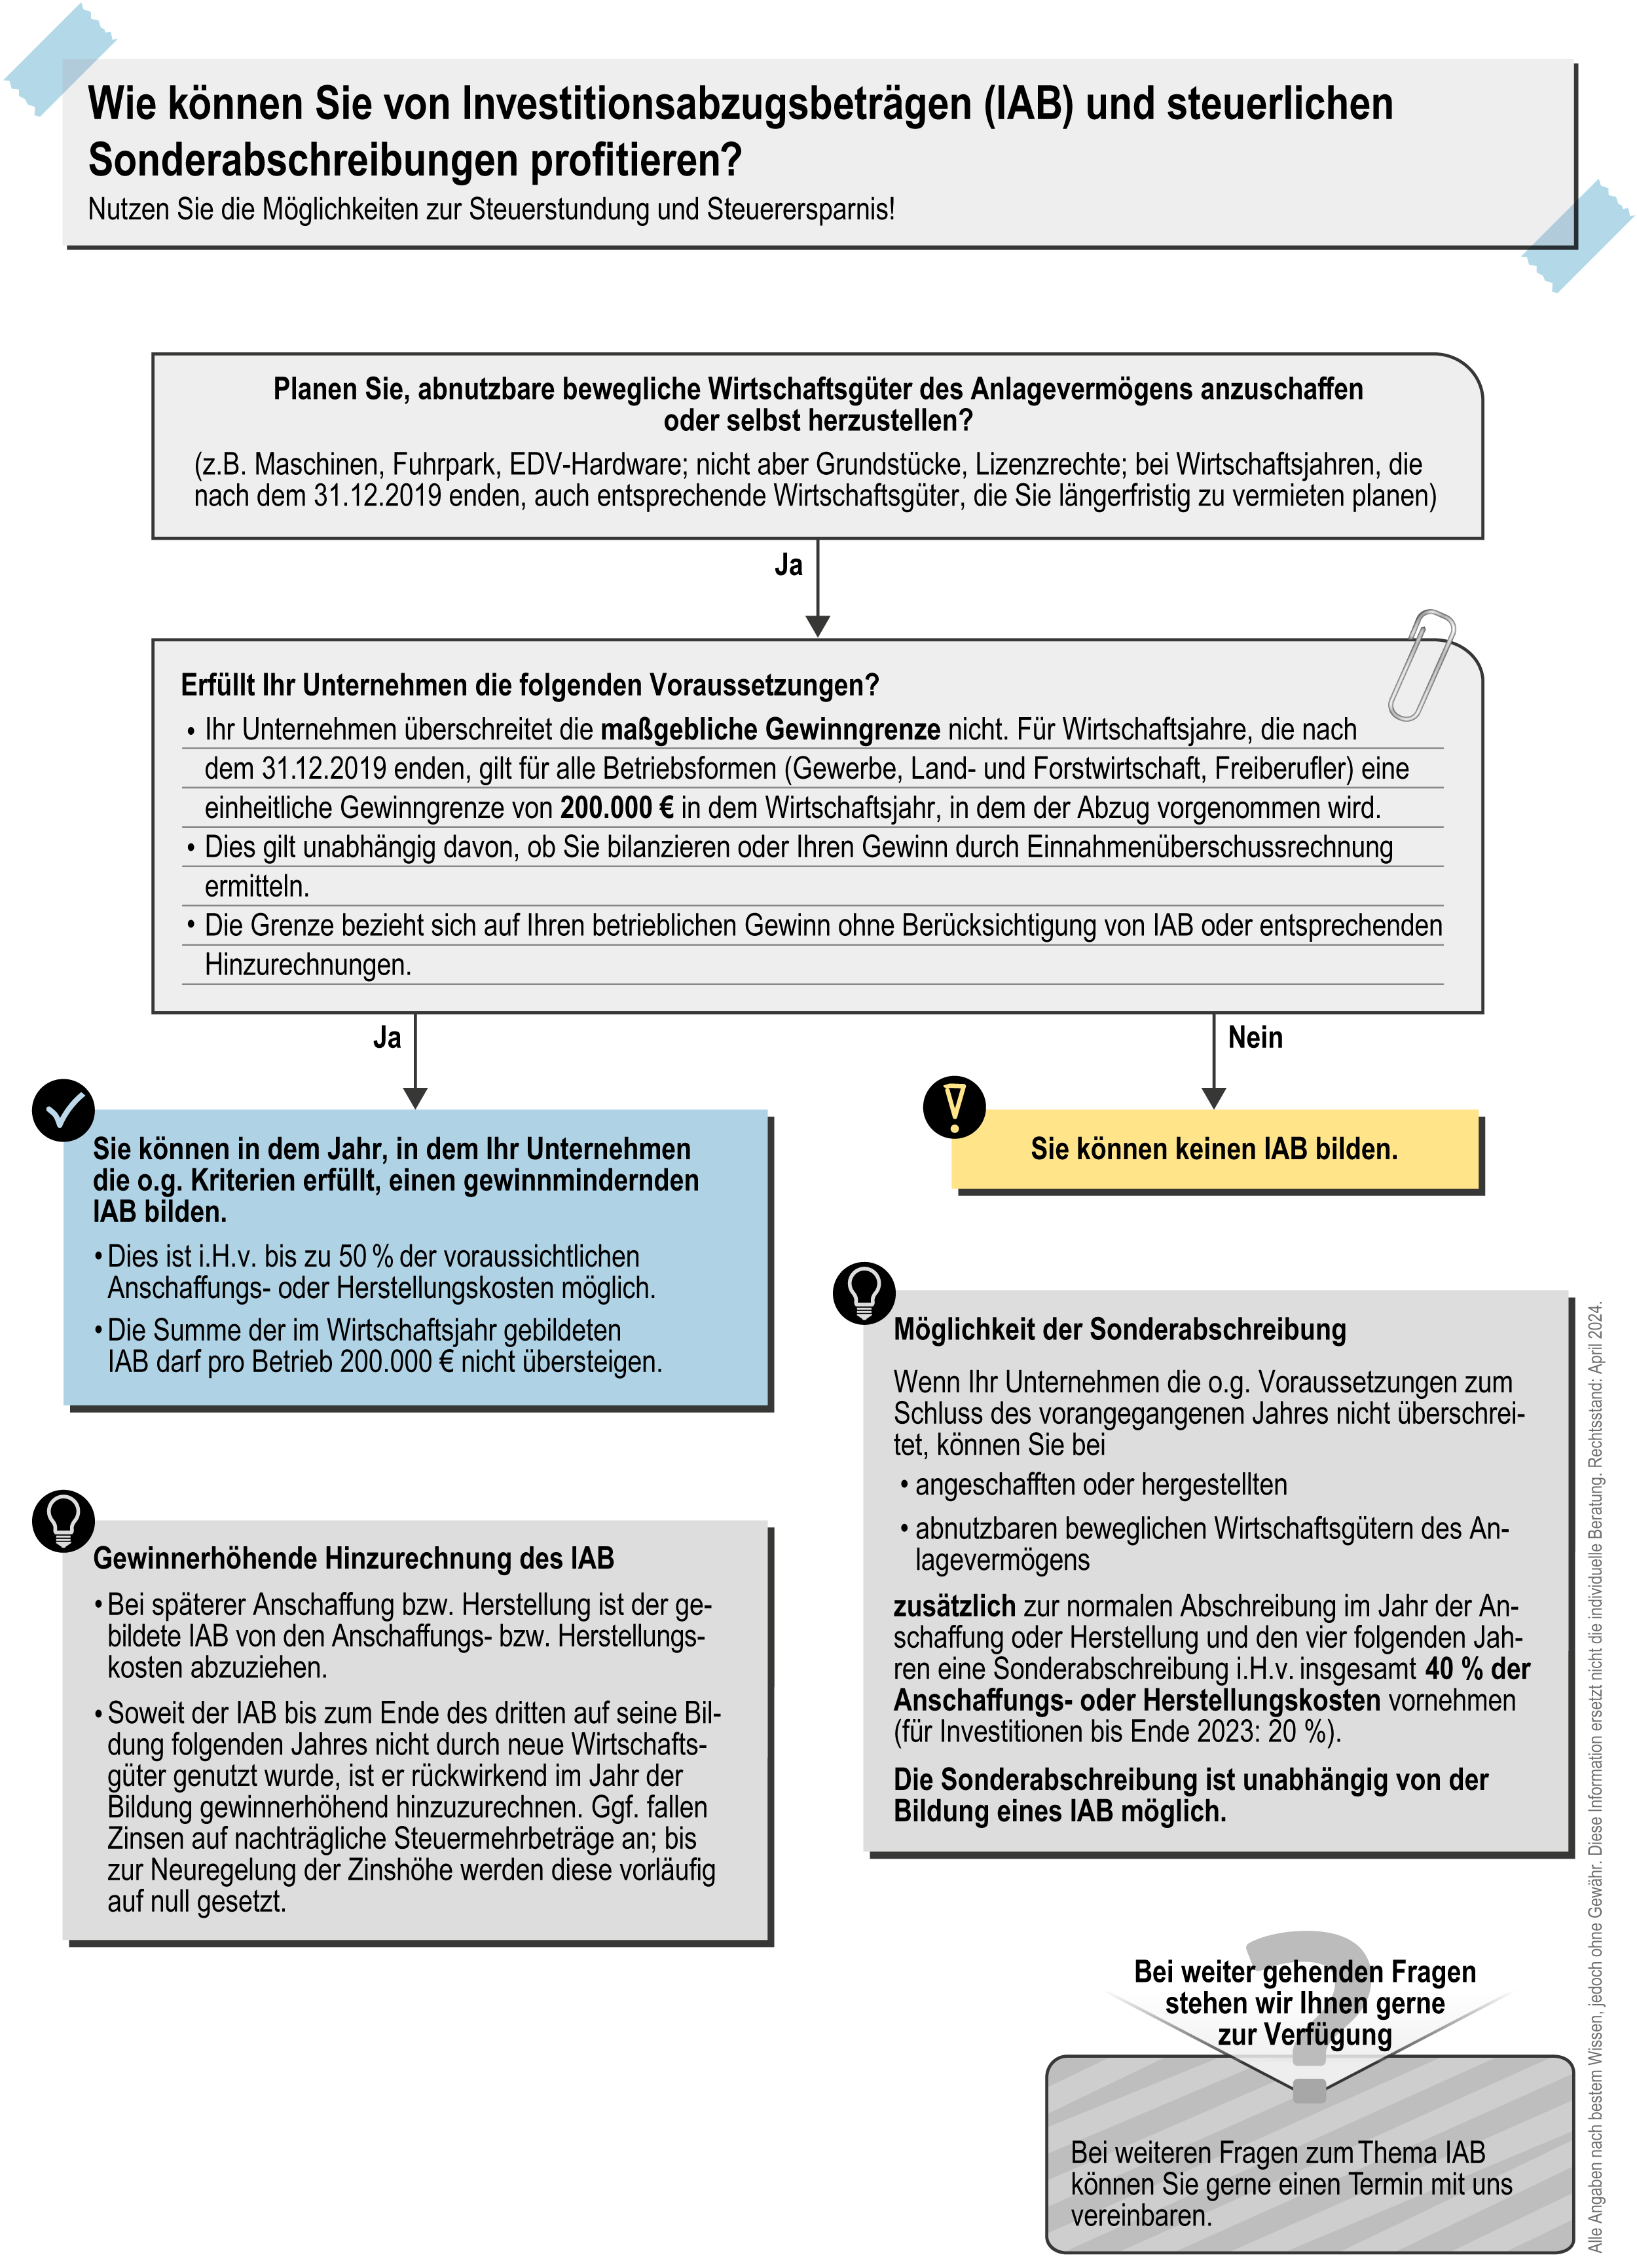 Wie können Sie von Investitionsabzugsbeträgen (IAB) und steuerlichen
Sonderabschreibungen profitieren?
Nutzen Sie die Möglichkeiten zur Steuerstundung und Steuerersparnis!
Planen Sie, abnutzbare bewegliche Wirtschaftsgüter des Anlagevermögens anzuschaffen
oder selbst herzustellen?
(z.B. Maschinen, Fuhrpark, EDV-Hardware; nicht aber Grundstücke, Lizenzrechte; bei Wirtschaftsjahren, die
nach dem 31.12.2019 enden, auch entsprechende Wirtschaftsgüter, die Sie längerfristig zu vermieten planen)
Ja
Erfüllt Ihr Unternehmen die folgenden Voraussetzungen?
• Ihr Unternehmen überschreitet die maßgebliche Gewinngrenze nicht. Für Wirtschaftsjahre, die nach
dem 31.12.2019 enden, gilt für alle Betriebsformen (Gewerbe, Land- und Forstwirtschaft, Freiberufler) eine
einheitliche Gewinngrenze von 200.000 € in dem Wirtschaftsjahr, in dem der Abzug vorgenommen wird.
• Dies gilt unabhängig davon, ob Sie bilanzieren oder Ihren Gewinn durch Einnahmenüberschussrechnung
ermitteln.
• Die Grenze bezieht sich auf Ihren betrieblichen Gewinn ohne Berücksichtigung von IAB oder entsprechenden
Hinzurechnungen.
Ja
Nein
Sie können in dem Jahr, in dem Ihr Unternehmen
die o.g. Kriterien erfüllt, einen gewinnmindernden
IAB bilden.
• Dies ist i.H.v. bis zu 50 % der voraussichtlichen
Anschaffungs- oder Herstellungskosten möglich.
• Die Summe der im Wirtschaftsjahr gebildeten
IAB darf pro Betrieb 200.000 € nicht übersteigen.
Sie können keinen IAB bilden.
Gewinnerhöhende Hinzurechnung des IAB
• Bei späterer Anschaffung bzw. Herstellung ist der ge-
bildete IAB von den Anschaffungs- bzw. Herstellungs-
kosten abzuziehen.
• Soweit der IAB bis zum Ende des dritten auf seine Bil-
dung folgenden Jahres nicht durch neue Wirtschafts-
güter genutzt wurde, ist er rückwirkend im Jahr der
Bildung gewinnerhöhend hinzuzurechnen. Ggf. fallen
Zinsen auf nachträgliche Steuermehrbeträge an; bis
zur Neuregelung der Zinshöhe werden diese vorläufig
auf null gesetzt.
Möglichkeit der Sonderabschreibung
Wenn Ihr Unternehmen die o.g. Voraussetzungen zum
Schluss des vorangegangenen Jahres nicht überschrei-
tet, können Sie bei
• angeschafften oder hergestellten
• abnutzbaren beweglichen Wirtschaftsgütern des An-
lagevermögens
zusätzlich zur normalen Abschreibung im Jahr der An-
schaffung oder Herstellung und den vier folgenden Jah-
ren eine Sonderabschreibung i.H.v. insgesamt 40 % der
Anschaffungs- oder Herstellungskosten vornehmen
(für Investitionen bis Ende 2023: 20 %).
Die Sonderabschreibung ist unabhängig von der
Bildung eines IAB möglich.
?
Bei weiter gehenden Fragen
stehen wir Ihnen gerne
zur Verfügung
Bei weiteren Fragen zum Thema IAB
können Sie gerne einen Termin mit uns
vereinbaren.
Alle Angaben nach bestem Wissen, jedoch ohne Gewähr. Diese Information ersetzt nicht die individuelle Beratung. Rechtsstand: April 2024.